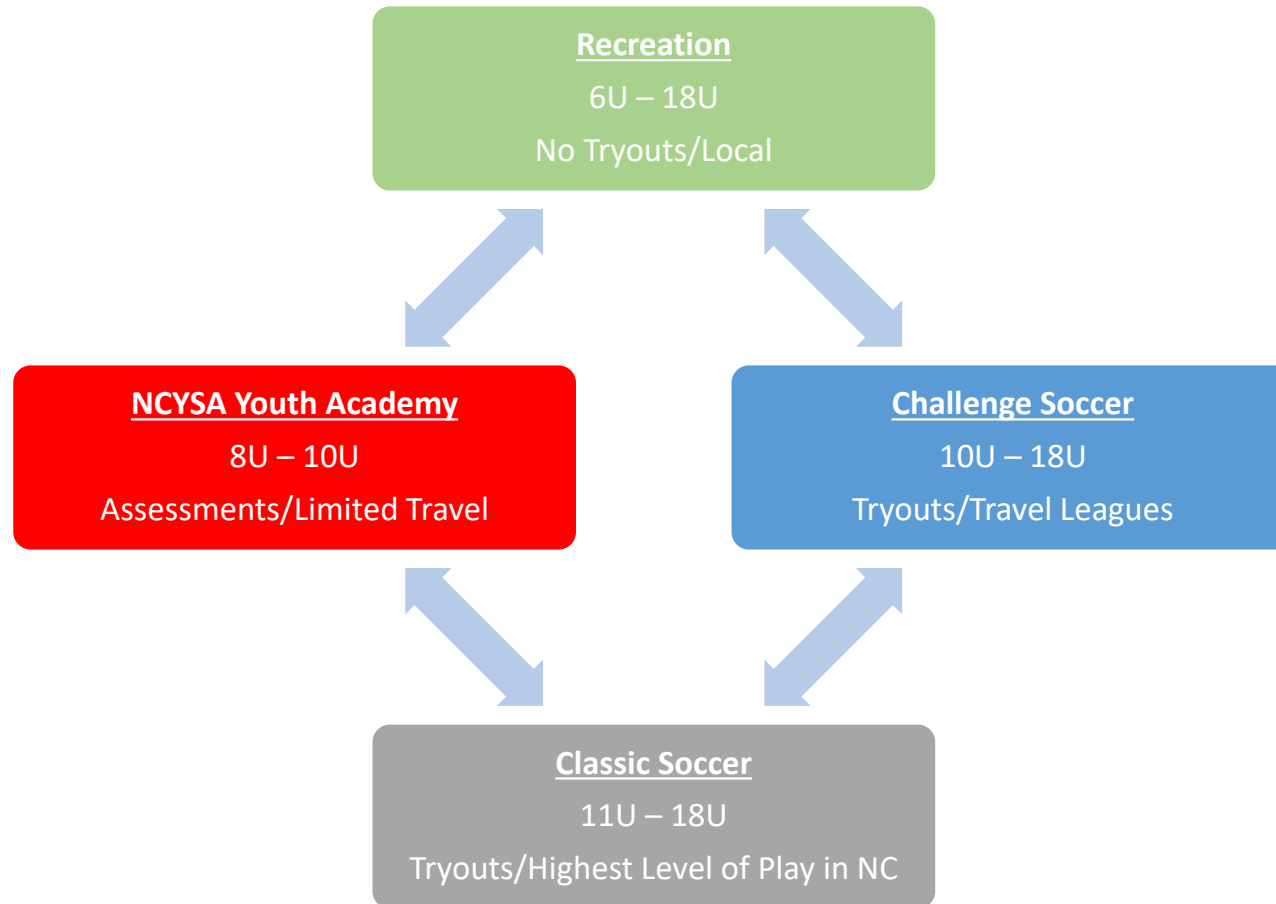 Recreation
6U – 18U
No Tryouts/Local
NCYSA Youth Academy
8U – 10U
Assessments/Limited Travel
Challenge Soccer
10U – 18U
Tryouts/Travel Leagues
Classic Soccer
11U – 18U
Tryouts/Highest Level of Play in NC